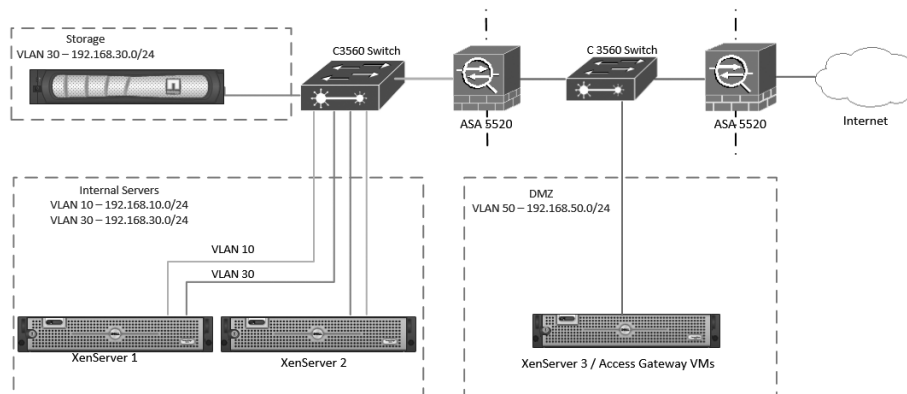 Storage
VLAN 30 – 192.168.30.0/24
C3560 Switch
C 3560 Switch
ASA 5520
ASA 5520
Internet
Internal Servers
VLAN 10 – 192.168.10.0/24
VLAN 30 – 192.168.30.0/24
DMZ
VLAN 50 – 192.168.50.0/24
VLAN 10
VLAN 30
XenServer 1
XenServer 2
XenServer 3 / Access Gateway VMs